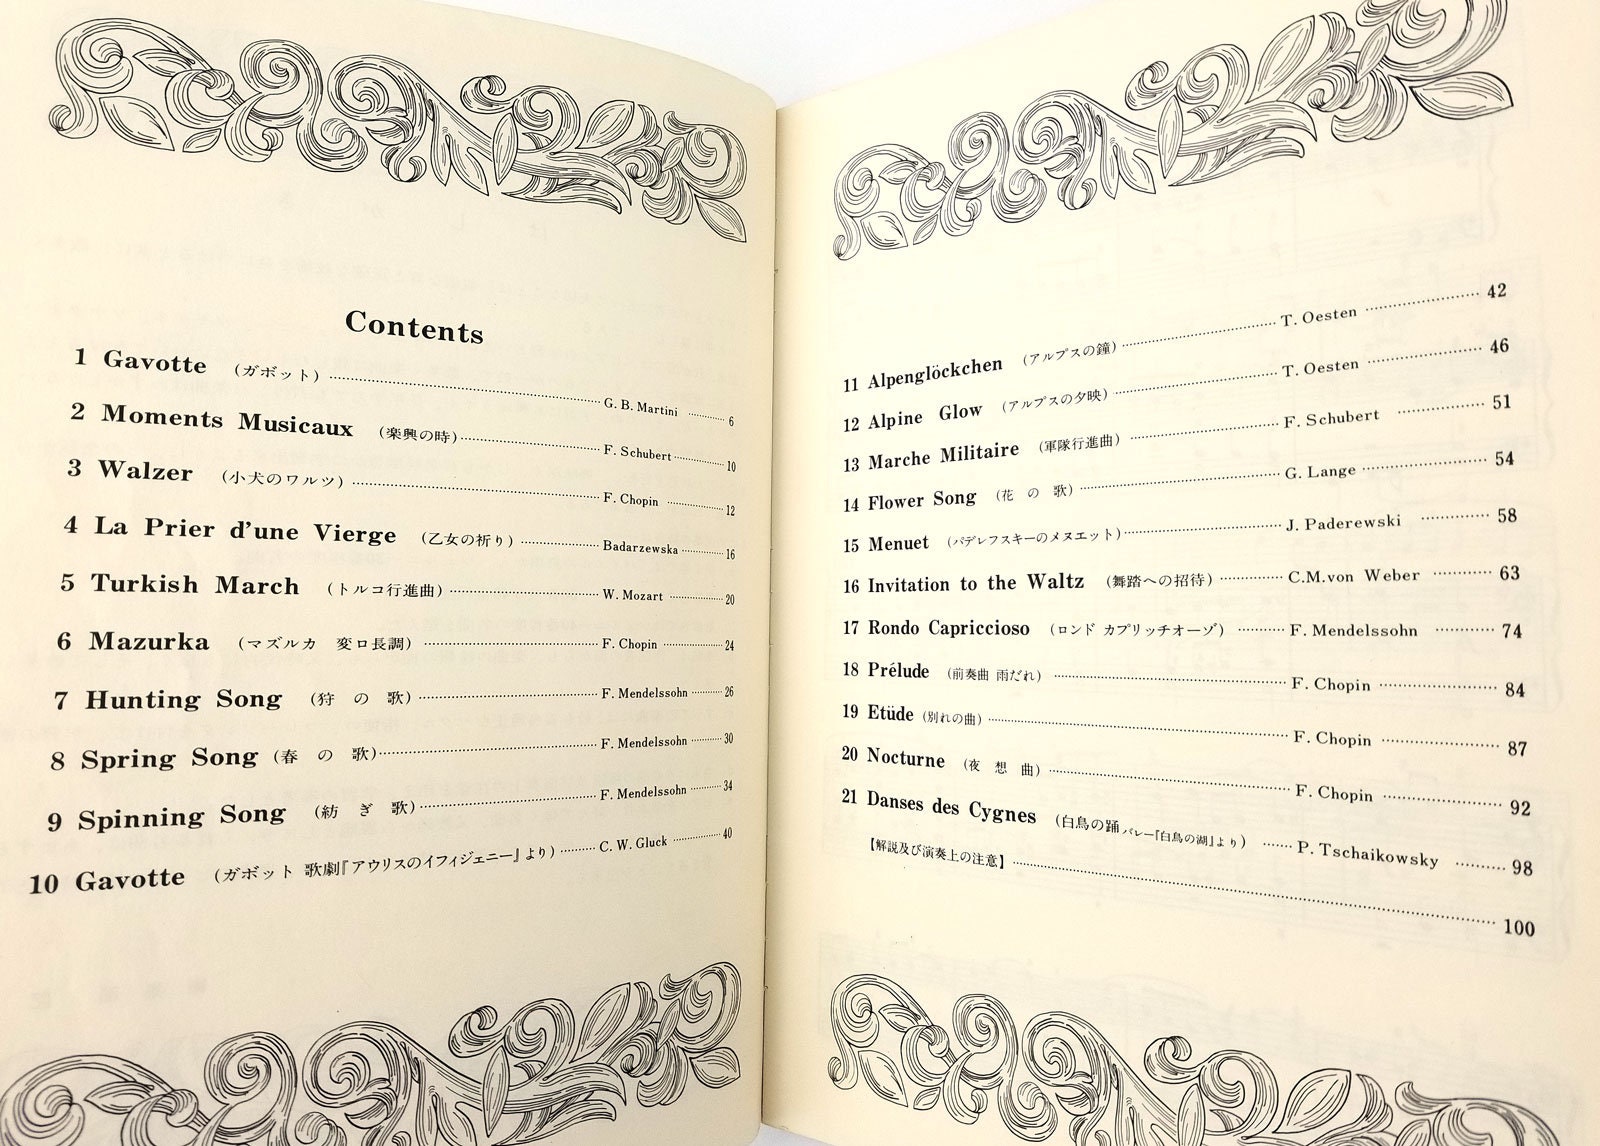 Contents
1 Gavotte (ガボット) ………… G. B. Martini ………… 6
2 Moments Musicaux (楽興の時) ………… F. Schubert ………… 10
3 Walzer (小犬のワルツ) ………… F. Chopin ………… 12
4 La Prier d'une Vierge (乙女の祈り) ………… Badarzewska ………… 16
5 Turkish March (トルコ行進曲) ………… W. Mozart ………… 20
6 Mazurka (マズルカ 変ロ長調) ………… F. Chopin ………… 24
7 Hunting Song (狩 の 歌) ………… F. Mendelssohn ………… 26
8 Spring Song (春 の 歌) ………… F. Mendelssohn ………… 30
9 Spinning Song (紡 ぎ 歌) ………… F. Mendelssohn ………… 34
10 Gavotte (ガボット 歌劇『アウリスのイフィジェニー』より) ………… C. W. Gluck ………… 40
11 Alpenglöckchen (アルプスの鐘) ………… T. Oesten ………… 42
12 Alpine Glow (アルプスの夕映) ………… T. Oesten ………… 46
13 Marche Militaire (軍隊行進曲) ………… F. Schubert ………… 51
14 Flower Song (花 の 歌) ………… G. Lange ………… 54
15 Menuet (パデレフスキーのメヌエット) ………… J. Paderewski ………… 58
16 Invitation to the Waltz (舞踏への招待) ………… C.M.von Weber ………… 63
17 Rondo Capriccioso (ロンド カプリッチオーゾ) ………… F. Mendelssohn ………… 74
18 Prélude (前奏曲 雨だれ) ………… F. Chopin ………… 84
19 Etüde (別れの曲) ………… F. Chopin ………… 87
20 Nocturne (夜 想 曲) ………… F. Chopin ………… 92
21 Danses des Cygnes (白鳥の踊 バレー『白鳥の湖』より) ………… P. Tschaikowsky ………… 98
【解説及び演奏上の注意】 ………… 100